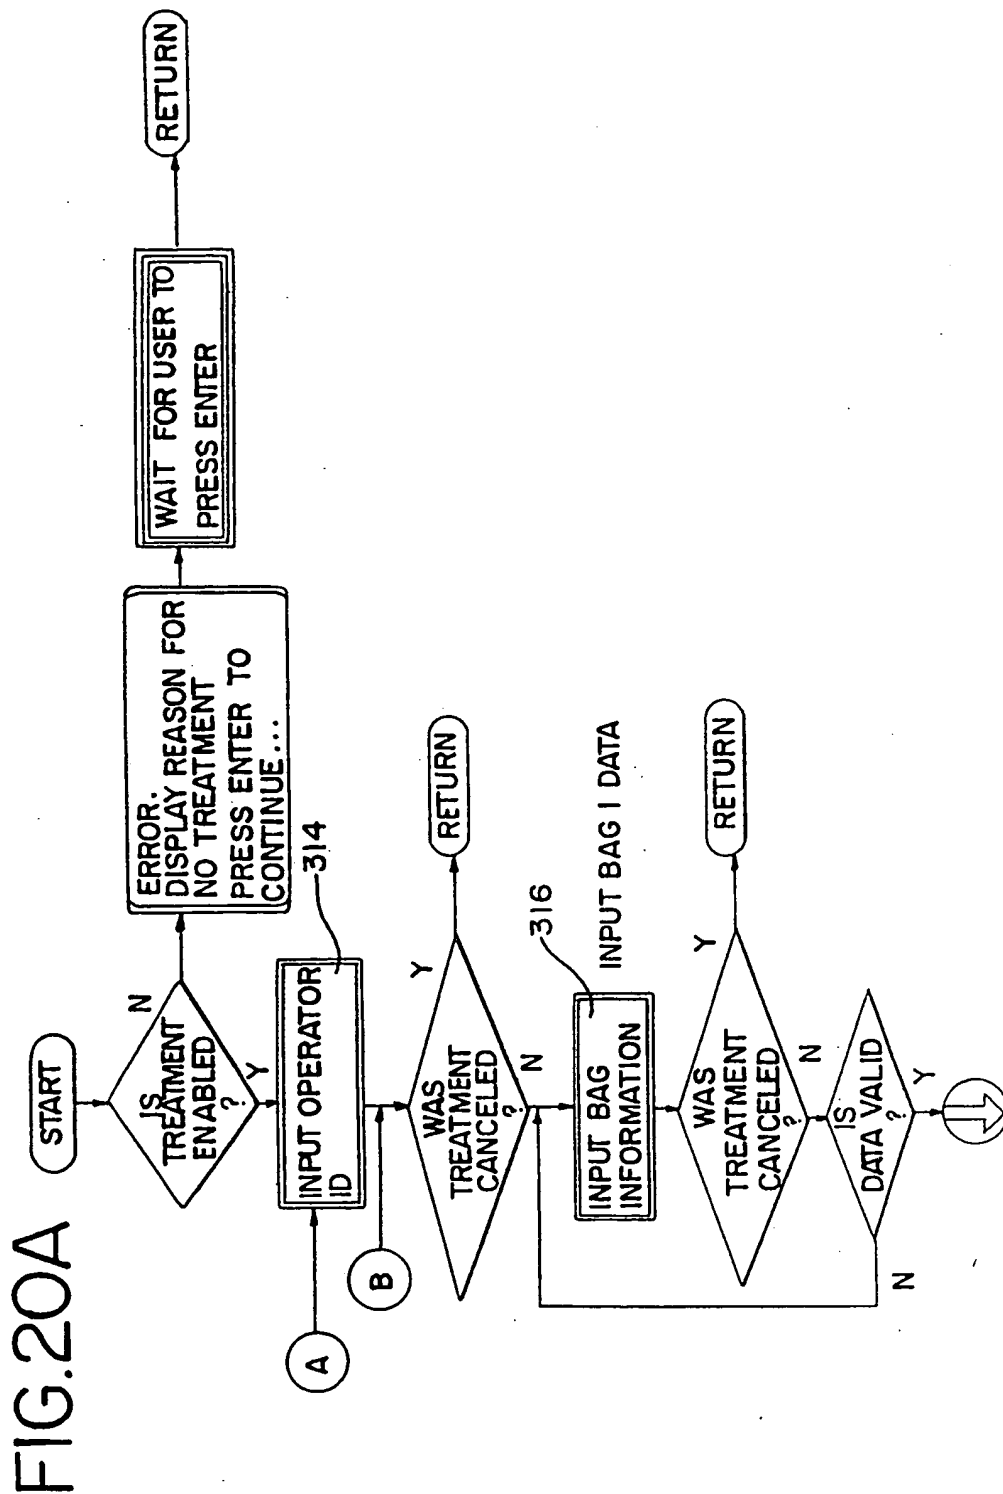 FIG.20A
START
IS
TREATMENT
ENABLED
?
N
Y
ERROR.
DISPLAY REASON FOR
NO TREATMENT
PRESS ENTER TO
CONTINUE...
WAIT FOR USER TO
PRESS ENTER
RETURN
A
INPUT OPERATOR
ID
314
B
WAS
TREATMENT
CANCELED
?
Y
RETURN
N
INPUT BAG
INFORMATION
316
INPUT BAG 1 DATA
WAS
TREATMENT
CANCELED
?
Y
RETURN
N
IS
DATA VALID
?
N
Y